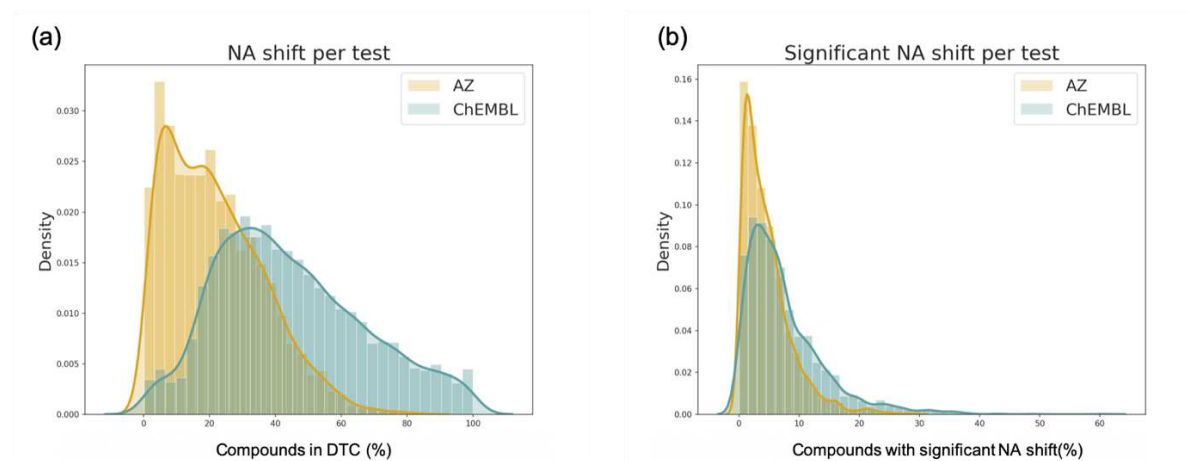 (a)
NA shift per test
AZ
ChEMBL
0.030
0.025
0.020
0.015
0.010
0.005
0.000
Density
0
20
40
60
80
100
Compounds in DTC (%)
(b)
Significant NA shift per test
AZ
ChEMBL
0.16
0.14
0.12
0.10
0.08
0.06
0.04
0.02
0.00
Density
0
10
20
30
40
50
60
Compounds with significant NA shift(%)